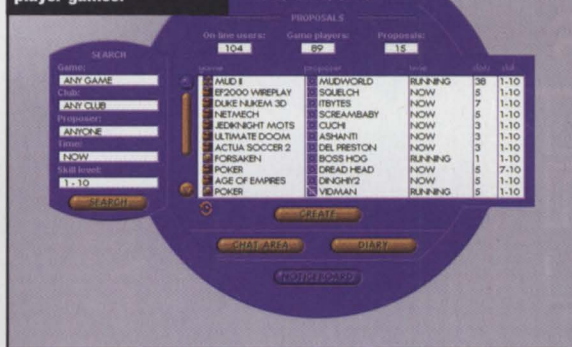 player games.
PROPOSALS
On line users: Game players: Proposals:
104 89 15
SEARCH
Game:
ANY GAME
Club:
ANY CLUB
Proposer:
ANYONE
Time:
NOW
Skill level:
1 - 10
SEARCH
game proposer time slots skill
MUD II MUDWORLD RUNNING 38 1-10
EF2000 WIREPLAY SQUELCH NOW 5 1-10
DUKE NUKEM 3D ITBYTES NOW 7 1-10
NETMECH SCREAMBABY NOW 5 1-10
JEDIKNIGHT MOTS CUCHI NOW 3 1-10
ULTIMATE DOOM ASHANTI NOW 3 1-10
ACTUA SOCCER 2 DEL PRESTON NOW 3 1-10
FORSAKEN BOSS HOG RUNNING 1 1-10
POKER DREAD HEAD NOW 5 7-10
AGE OF EMPIRES DINGHIY2 NOW 5 1-10
POKER VIDMAN RUNNING 5 1-10
CREATE
CHAT AREA DIARY
NOTICEBOARD